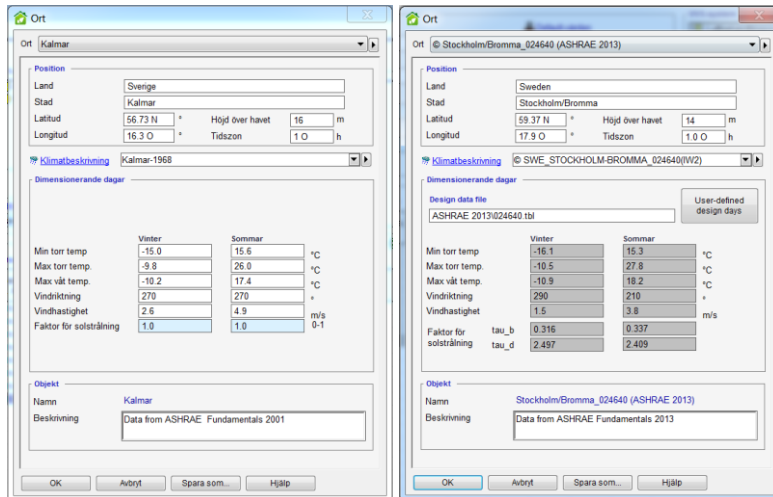 Ort
Ort Kalmar
Position
Land Sverige
Stad Kalmar
Latitud 56.73 N ° Höjd över havet 16 m
Longitud 16.3 O ° Tidszon 1 O h
Klimatbeskrivning Kalmar-1968
Dimensionerande dagar
Vinter Sommar
Min torr temp -15.0 15.6 °C
Max torr temp. -9.8 26.0 °C
Max våt temp. -10.2 17.4 °C
Vindriktning 270 270 °
Vindhastighet 2.6 4.9 m/s
Faktor för solstrålning 1.0 1.0 0-1
Objekt
Namn Kalmar
Beskrivning Data from ASHRAE Fundamentals 2001
OK Avbryt Spara som... Hjälp
Ort
Ort © Stockholm/Bromma_024640 (ASHRAE 2013)
Position
Land Sweden
Stad Stockholm/Bromma
Latitud 59.37 N ° Höjd över havet 14 m
Longitud 17.9 O ° Tidszon 1.0 O h
Klimatbeskrivning © SWE_STOCKHOLM-BROMMA_024640(IW2)
Dimensionerande dagar
Design data file
ASHRAE 2013\024640.tbl
User-defined
design days
Vinter Sommar
Min torr temp -16.1 15.3 °C
Max torr temp. -10.5 27.8 °C
Max våt temp. -10.9 18.2 °C
Vindriktning 290 210 °
Vindhastighet 1.5 3.8 m/s
Faktor för tau_b 0.316 0.337
solstrålning tau_d 2.497 2.409
Objekt
Namn Stockholm/Bromma_024640 (ASHRAE 2013)
Beskrivning Data from ASHRAE Fundamentals 2013
OK Avbryt Spara som... Hjälp